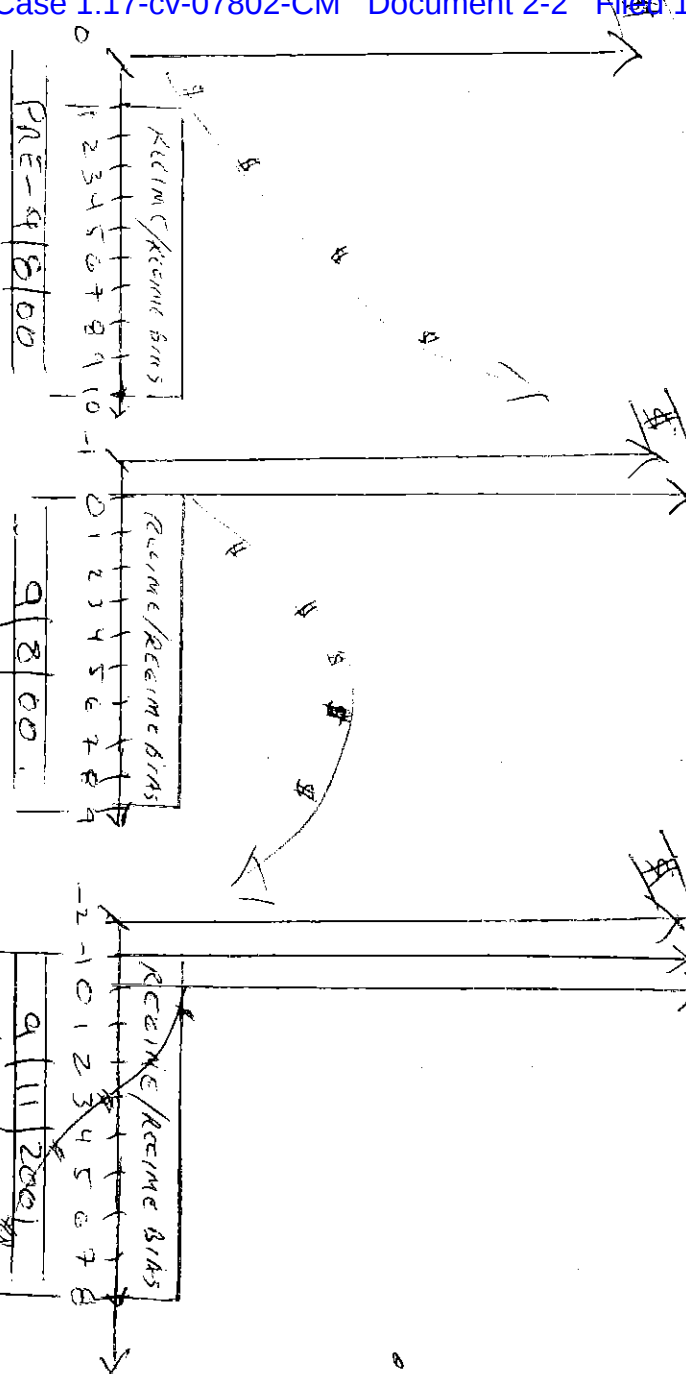 Case 1:17-cv-07802-CM Document 2-2 Filed 1
$
0 1 2 3 4 5 6 7 8 9 10
REGIME/REGIME BIAS
$ $ $ $
PRE-9/8/00
$
-1 0 1 2 3 4 5 6 7 8 9
REGIME/REGIME BIAS
$ $ $ $ $
9/8/00.
$
-2 -1 0 1 2 3 4 5 6 7 8
REGIME/REGIME BIAS
9/11/2001